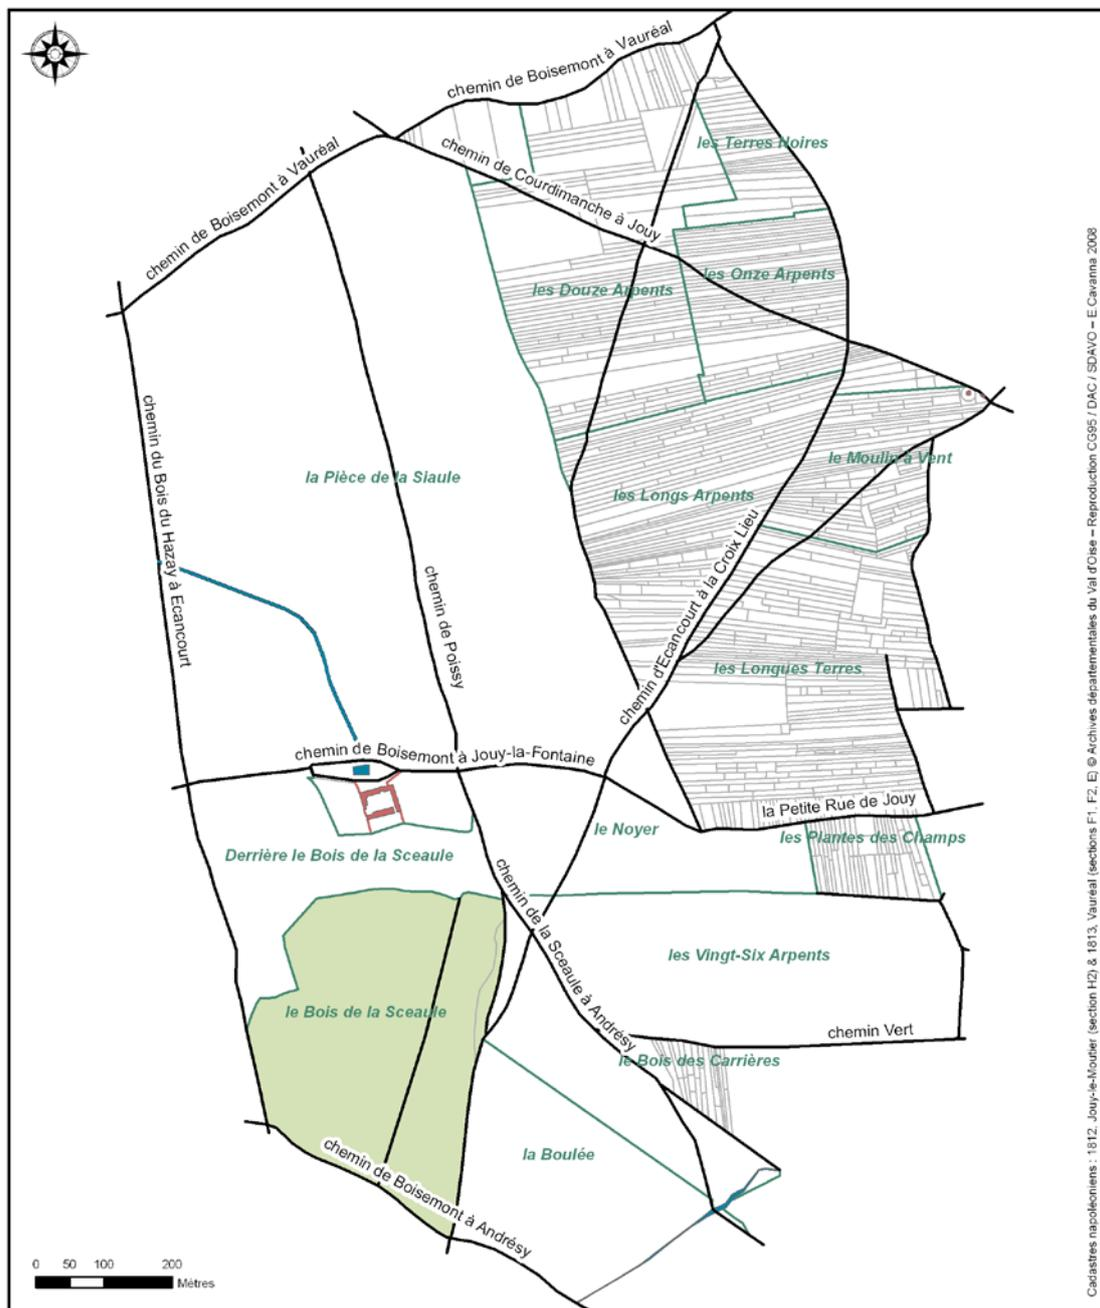 chemin de Boisemont à Vauréal
chemin de Boisemont à Vauréal
les Terres Noires
chemin de Courdimanche à Jouy
les Onze Arpents
les Douze Arpents
chemin du Bois du Hazay à Ecancourt
la Pièce de la Siaule
le Moulin à Vent
les Longs Arpents
chemin d'Ecancourt à la Croix Lieu
chemin de Poissy
les Longues Terres
chemin de Boisemont à Jouy-la-Fontaine
la Petite Rue de Jouy
le Noyer
les Plantes des Champs
Derrière le Bois de la Sceaule
chemin de la Sceaule à Andrésy
les Vingt-Six Arpents
le Bois de la Sceaule
chemin Vert
le Bois des Carrières
la Boulée
chemin de Boisemont à Andrésy
0 50 100 200
Mètres
Cadastres napoléoniens : 1812, Jouy-le-Moutier (section H2) & 1813, Vauréal (sections F1, F2, E) © Archives départementales du Val d'Oise – Reproduction CG95 / DAC / SDAVO – E Cavanna 2008